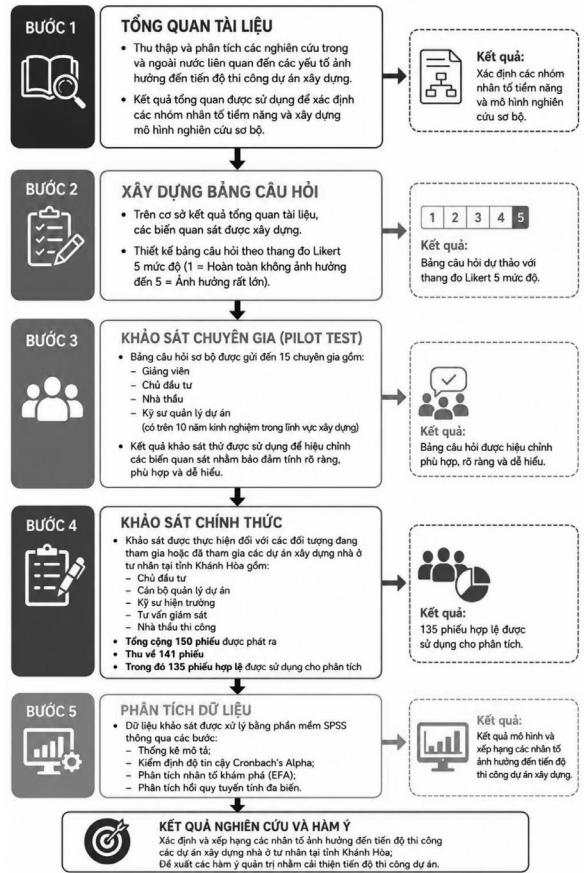 BƯỚC 1
TỔNG QUAN TÀI LIỆU
• Thu thập và phân tích các nghiên cứu trong
và ngoài nước liên quan đến các yếu tố ảnh
hưởng đến tiến độ thi công dự án xây dựng.
• Kết quả tổng quan được sử dụng để xác định
các nhóm nhân tố tiềm năng và xây dựng
mô hình nghiên cứu sơ bộ.
Kết quả:
Xác định các nhóm
nhân tố tiềm năng
và mô hình nghiên
cứu sơ bộ.
BƯỚC 2
XÂY DỰNG BẢNG CÂU HỎI
• Trên cơ sở kết quả tổng quan tài liệu,
các biến quan sát được xây dựng.
• Thiết kế bảng câu hỏi theo thang đo Likert
5 mức độ (1 = Hoàn toàn không ảnh hưởng
đến 5 = Ảnh hưởng rất lớn).
1 2 3 4 5
Kết quả:
Bảng câu hỏi dự thảo với
thang đo Likert 5 mức độ.
BƯỚC 3
KHẢO SÁT CHUYÊN GIA (PILOT TEST)
• Bảng câu hỏi sơ bộ được gửi đến 15 chuyên gia gồm:
– Giảng viên
– Chủ đầu tư
– Nhà thầu
– Kỹ sư quản lý dự án
(có trên 10 năm kinh nghiệm trong lĩnh vực xây dựng)
• Kết quả khảo sát thử được sử dụng để hiệu chỉnh
các biến quan sát nhằm bảo đảm tính rõ ràng,
phù hợp và dễ hiểu.
Kết quả:
Bảng câu hỏi được hiệu chỉnh
phù hợp, rõ ràng và dễ hiểu.
BƯỚC 4
KHẢO SÁT CHÍNH THỨC
• Khảo sát được thực hiện đối với các đối tượng đang
tham gia hoặc đã tham gia các dự án xây dựng nhà ở
tư nhân tại tỉnh Khánh Hòa gồm:
– Chủ đầu tư
– Cán bộ quản lý dự án
– Kỹ sư hiện trường
– Tư vấn giám sát
– Nhà thầu thi công
• Tổng cộng 150 phiếu được phát ra
• Thu về 141 phiếu
• Trong đó 135 phiếu hợp lệ được sử dụng cho phân tích
Kết quả:
135 phiếu hợp lệ được
sử dụng cho phân tích.
BƯỚC 5
PHÂN TÍCH DỮ LIỆU
• Dữ liệu khảo sát được xử lý bằng phần mềm SPSS
thông qua các bước:
– Thống kê mô tả;
– Kiểm định độ tin cậy Cronbach's Alpha;
– Phân tích nhân tố khám phá (EFA);
– Phân tích hồi quy tuyến tính đa biến.
Kết quả:
Kết quả mô hình và
xếp hạng các nhân tố
ảnh hưởng đến tiến độ
thi công dự án xây dựng.
KẾT QUẢ NGHIÊN CỨU VÀ HÀM Ý
Xác định và xếp hạng các nhân tố ảnh hưởng đến tiến độ thi công
các dự án xây dựng nhà ở tư nhân tại tỉnh Khánh Hòa;
Đề xuất các hàm ý quản trị nhằm cải thiện tiến độ thi công dự án.